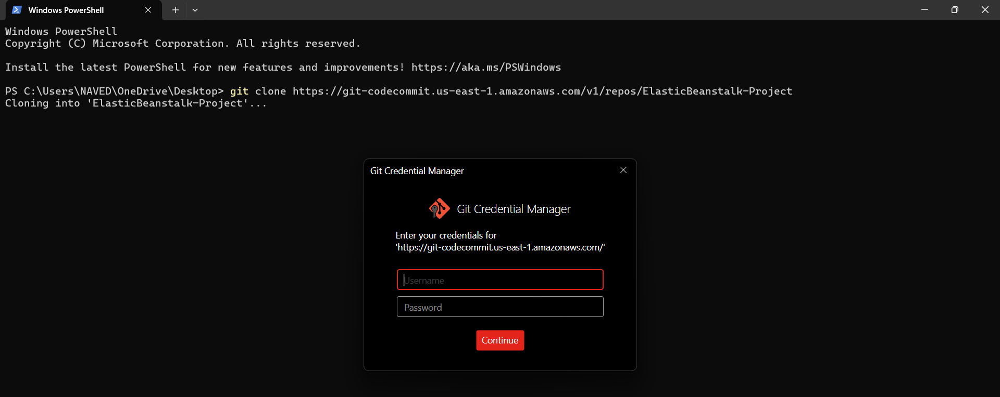 Windows PowerShell
Windows PowerShell
Copyright (C) Microsoft Corporation. All rights reserved.
Install the latest PowerShell for new features and improvements! https://aka.ms/PSWindows
PS C:\Users\NAVED\OneDrive\Desktop> git clone https://git-codecommit.us-east-1.amazonaws.com/v1/repos/ElasticBeanstalk-Project
Cloning into 'ElasticBeanstalk-Project'...
Git Credential Manager
Git Credential Manager
Enter your credentials for
'https://git-codecommit.us-east-1.amazonaws.com/'
Username
Password
Continue